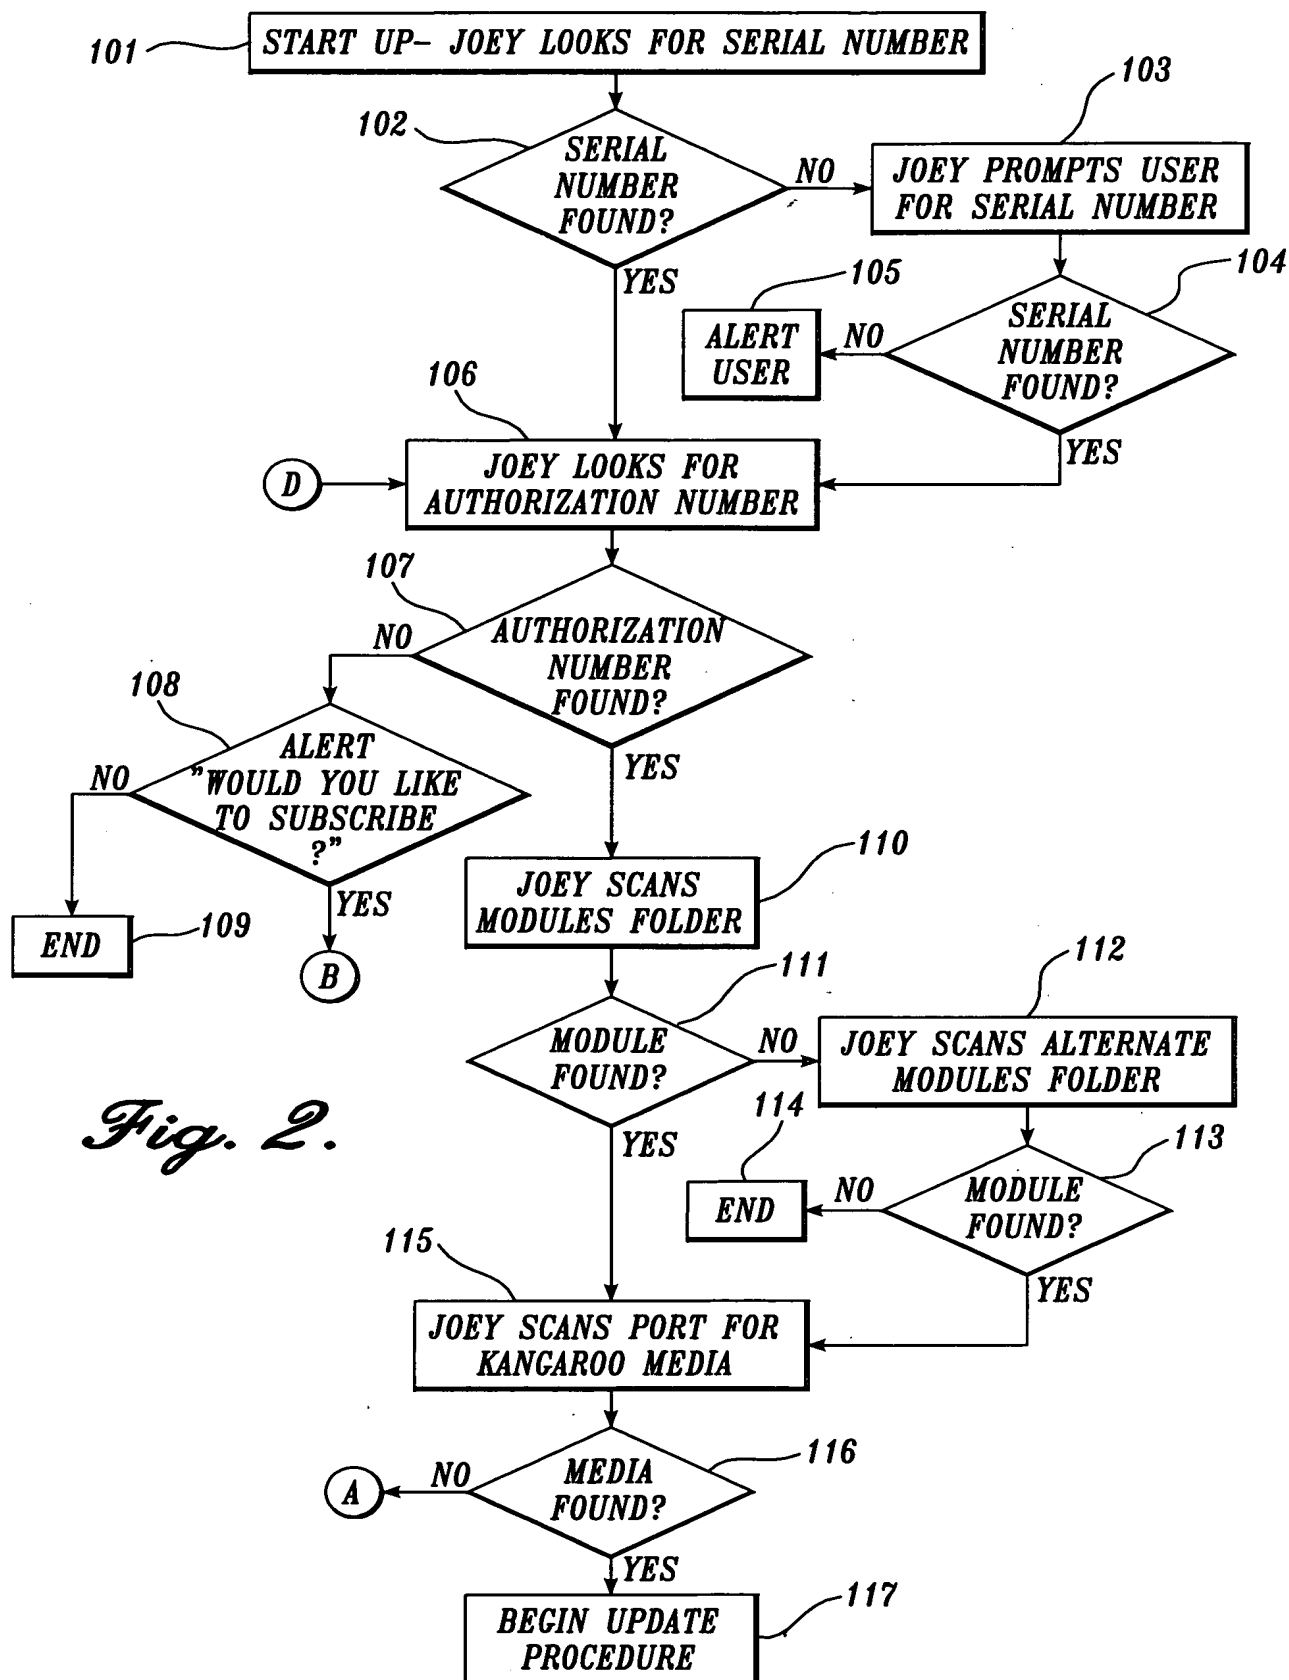 101
START UP- JOEY LOOKS FOR SERIAL NUMBER
103
102
SERIAL
NUMBER
FOUND?
NO
JOEY PROMPTS USER
FOR SERIAL NUMBER
YES
105
104
ALERT
USER
NO
SERIAL
NUMBER
FOUND?
YES
106
D
JOEY LOOKS FOR
AUTHORIZATION NUMBER
107
NO
AUTHORIZATION
NUMBER
FOUND?
YES
108
NO
ALERT
"WOULD YOU LIKE
TO SUBSCRIBE
?"
YES
END
109
B
110
JOEY SCANS
MODULES FOLDER
111
112
MODULE
FOUND?
NO
JOEY SCANS ALTERNATE
MODULES FOLDER
YES
Fig. 2.
114
113
END
NO
MODULE
FOUND?
YES
115
JOEY SCANS PORT FOR
KANGAROO MEDIA
116
A
NO
MEDIA
FOUND?
YES
117
BEGIN UPDATE
PROCEDURE